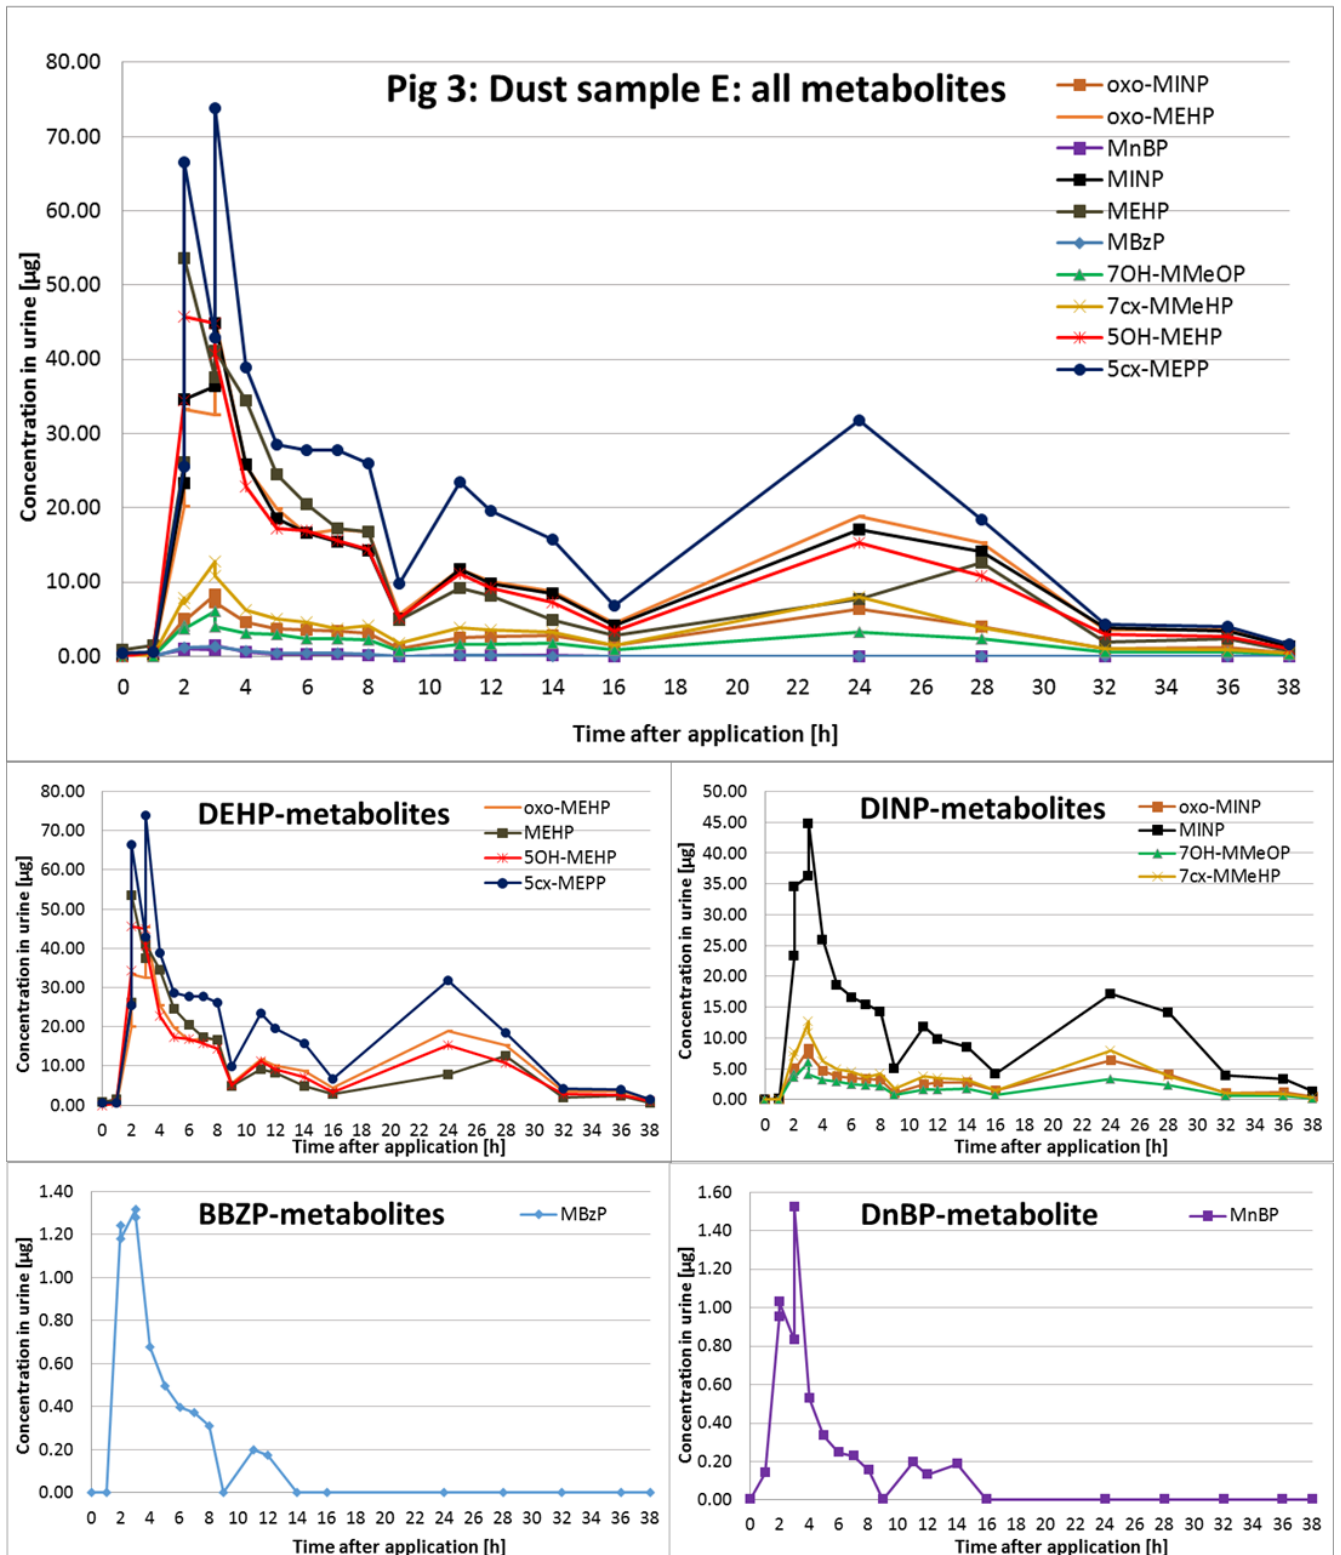 Pig 3: Dust sample E: all metabolites
Concentration in urine [µg]
80.00
70.00
60.00
50.00
40.00
30.00
20.00
10.00
0.00
oxo-MINP
oxo-MEHP
MnBP
MINP
MEHP
MBzP
7OH-MMeOP
7cx-MMeHP
5OH-MEHP
5cx-MEPP
0 2 4 6 8 10 12 14 16 18 20 22 24 26 28 30 32 34 36 38
Time after application [h]
DEHP-metabolites
Concentration in urine [µg]
80.00
70.00
60.00
50.00
40.00
30.00
20.00
10.00
0.00
oxo-MEHP
MEHP
5OH-MEHP
5cx-MEPP
0 2 4 6 8 10 12 14 16 18 20 22 24 26 28 30 32 34 36 38
Time after application [h]
DINP-metabolites
Concentration in urine [µg]
50.00
45.00
40.00
35.00
30.00
25.00
20.00
15.00
10.00
5.00
0.00
oxo-MINP
MINP
7OH-MMeOP
7cx-MMeHP
0 2 4 6 8 10 12 14 16 18 20 22 24 26 28 30 32 34 36 38
Time after application [h]
BBZP-metabolites
Concentration in urine [µg]
1.40
1.20
1.00
0.80
0.60
0.40
0.20
0.00
MBzP
0 2 4 6 8 10 12 14 16 18 20 22 24 26 28 30 32 34 36 38
Time after application [h]
DnBP-metabolite
Concentration in urine [µg]
1.60
1.40
1.20
1.00
0.80
0.60
0.40
0.20
0.00
MnBP
0 2 4 6 8 10 12 14 16 18 20 22 24 26 28 30 32 34 36 38
Time after application [h]